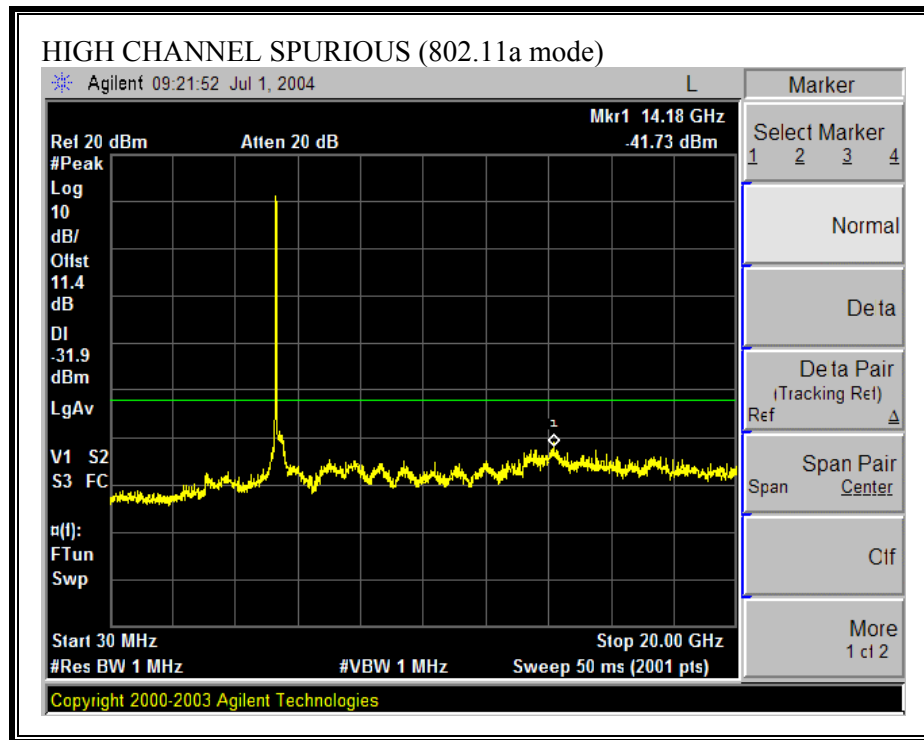 HIGH CHANNEL SPURIOUS (802.11a mode)
Agilent 09:21:52 Jul 1, 2004 L
Mkr1 14.18 GHz
Ref 20 dBm Atten 20 dB -41.73 dBm
#Peak
Log
10
dB/
Offst
11.4
dB
DI
-31.9
dBm
LgAv
V1 S2
S3 FC
¤(f):
FTun
Swp
1
Start 30 MHz Stop 20.00 GHz
#Res BW 1 MHz #VBW 1 MHz Sweep 50 ms (2001 pts)
Copyright 2000-2003 Agilent Technologies
Marker
Select Marker
1 2 3 4
Normal
Delta
Delta Pair
(Tracking Ref)
Ref Δ
Span Pair
Span Center
Off
More
1 of 2